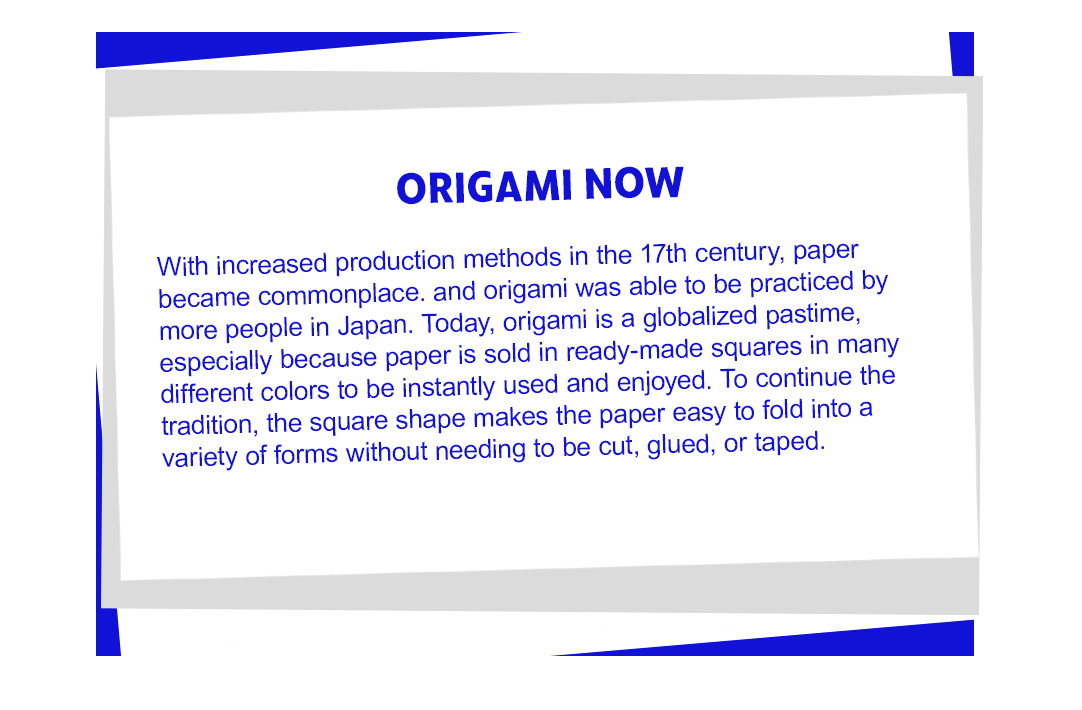 ORIGAMI NOW
With increased production methods in the 17th century, paper
became commonplace. and origami was able to be practiced by
more people in Japan. Today, origami is a globalized pastime,
especially because paper is sold in ready-made squares in many
different colors to be instantly used and enjoyed. To continue the
tradition, the square shape makes the paper easy to fold into a
variety of forms without needing to be cut, glued, or taped.